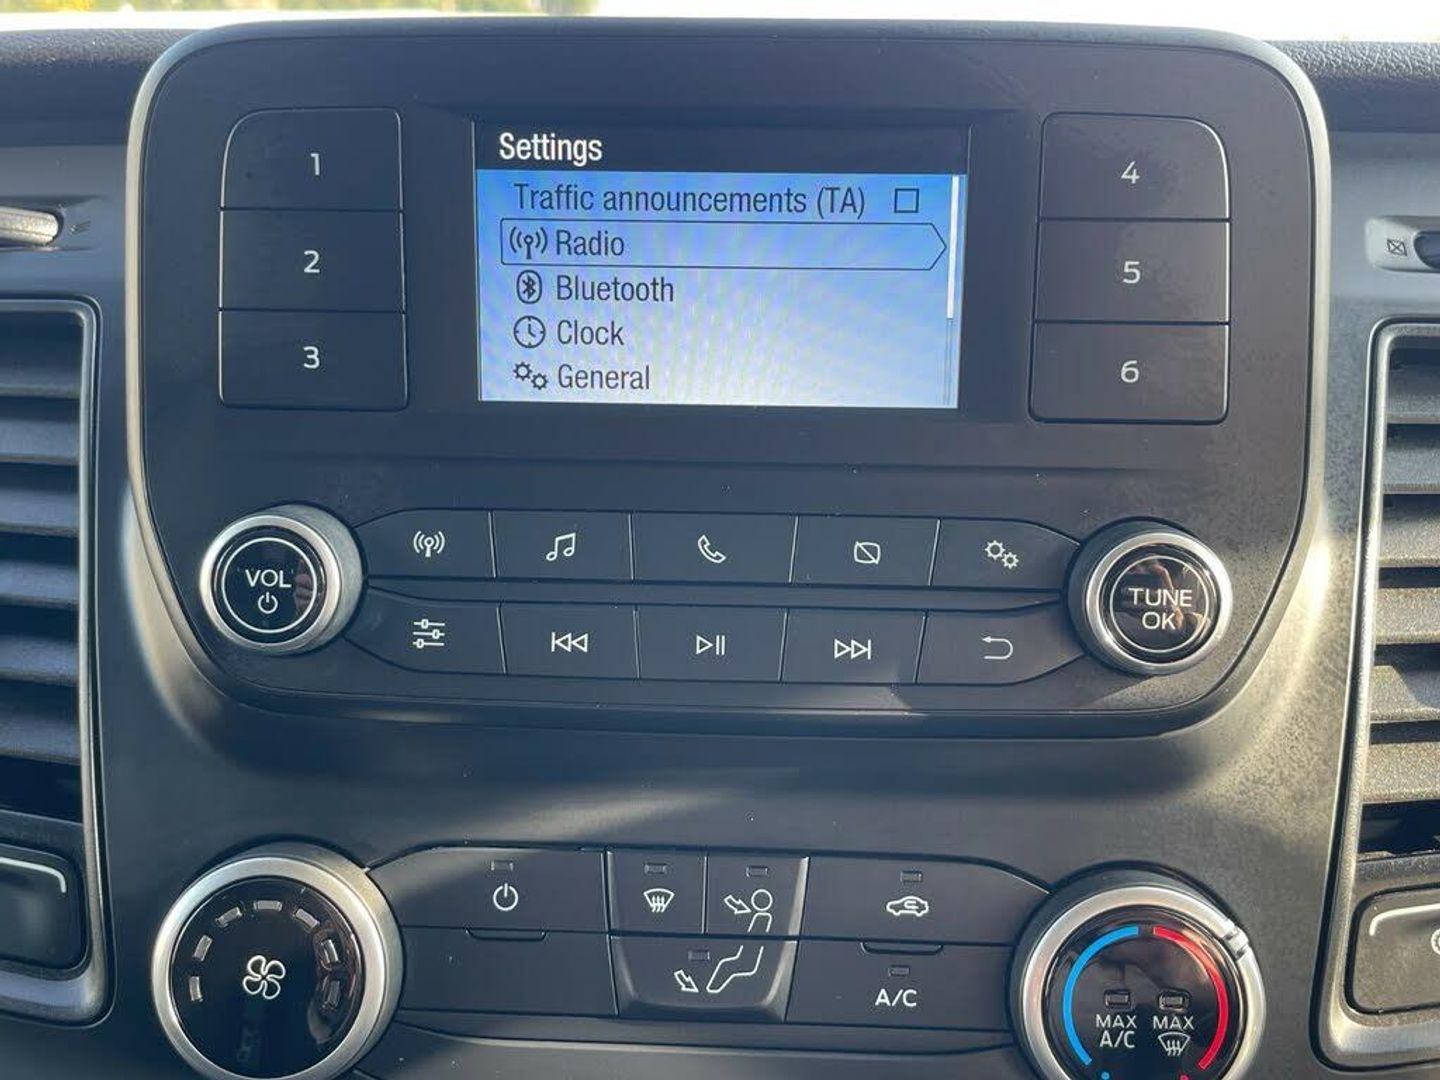 Settings
Traffic announcements (TA)
Radio
Bluetooth
Clock
General
1
2
3
4
5
6
VOL
TUNE
OK
A/C
MAX
A/C
MAX